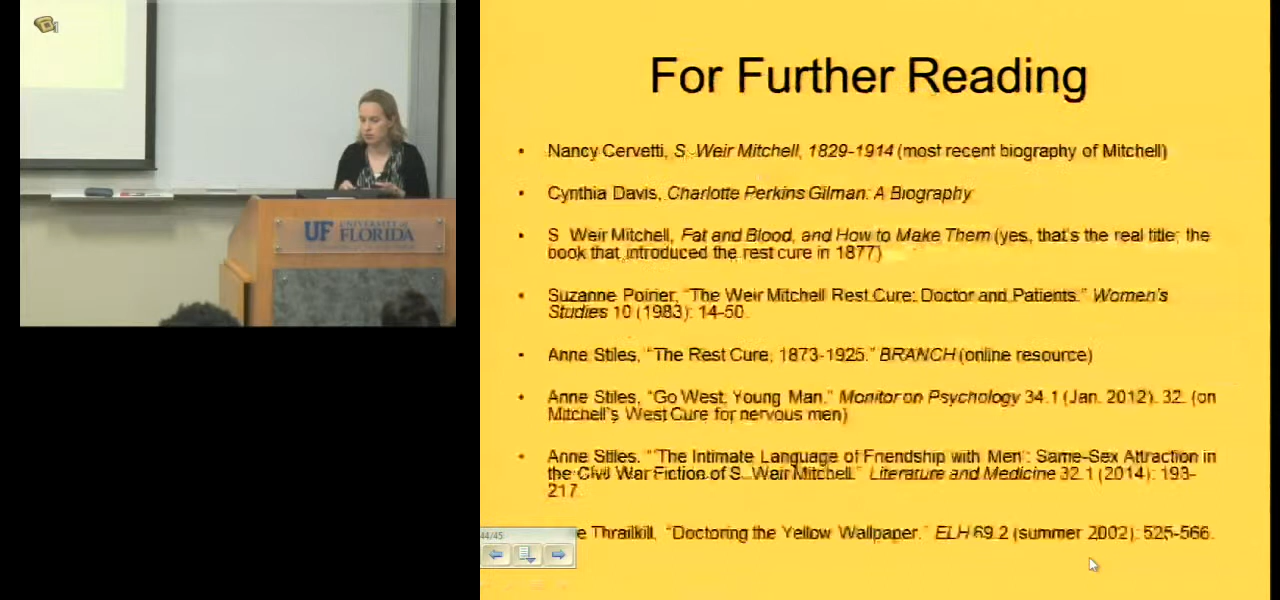 UF UNIVERSITY of
FLORIDA
For Further Reading
• Nancy Cervetti, S. Weir Mitchell, 1829-1914 (most recent biography of Mitchell)
• Cynthia Davis, Charlotte Perkins Gilman: A Biography
• S. Weir Mitchell, Fat and Blood, and How to Make Them (yes, that's the real title; the
book that introduced the rest cure in 1877)
• Suzanne Poirier, "The Weir Mitchell Rest Cure: Doctor and Patients." Women's
Studies 10 (1983): 14-50.
• Anne Stiles, "The Rest Cure, 1873-1925." BRANCH (online resource)
• Anne Stiles, "Go West, Young Man." Monitor on Psychology 34.1 (Jan. 2012): 32. (on
Mitchell's West Cure for nervous men)
• Anne Stiles. "'The Intimate Language of Friendship with Men': Same-Sex Attraction in
the Civil War Fiction of S. Weir Mitchell." Literature and Medicine 32.1 (2014): 193-
217.
e Thrailkill, "Doctoring the Yellow Wallpaper." ELH 69.2 (summer 2002): 525-566.
44/45